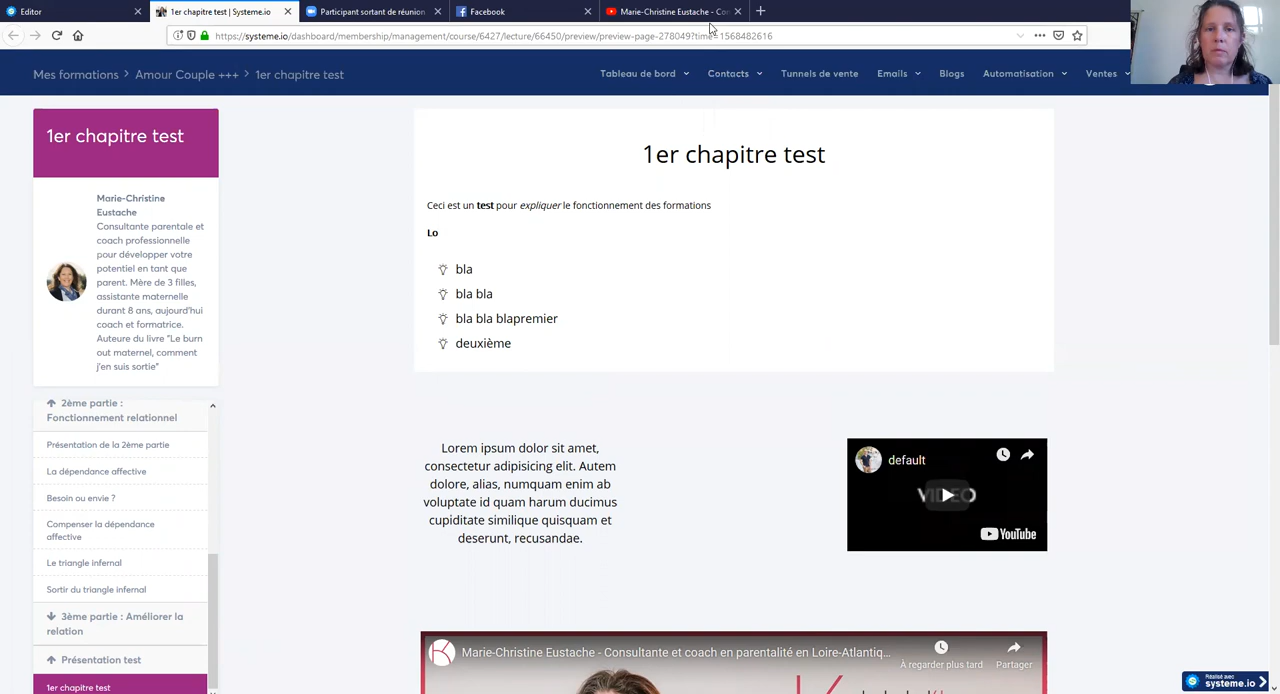 Editor
1er chapitre test | Systeme.io
Participant sortant de réunion
Facebook
Marie-Christine Eustache - Co
https://systeme.io/dashboard/membership/management/course/6427/lecture/66450/preview/preview-page-278049?time=1568482616
Mes formations > Amour Couple +++ > 1er chapitre test
Tableau de bord
Contacts
Tunnels de vente
Emails
Blogs
Automatisation
Ventes
1er chapitre test
Marie-Christine
Eustache
Consultante parentale et
coach professionnelle
pour développer votre
potentiel en tant que
parent. Mère de 3 filles,
assistante maternelle
durant 8 ans, aujourd'hui
coach et formatrice.
Auteure du livre "Le burn
out maternel, comment
j'en suis sortie"
2ème partie :
Fonctionnement relationnel
Présentation de la 2ème partie
La dépendance affective
Besoin ou envie ?
Compenser la dépendance
affective
Le triangle infernal
Sortir du triangle infernal
3ème partie : Améliorer la
relation
Présentation test
1er chapitre test
1er chapitre test
Ceci est un test pour expliquer le fonctionnement des formations
Lo
bla
bla bla
bla bla blapremier
deuxième
Lorem ipsum dolor sit amet,
consectetur adipisicing elit. Autem
dolore, alias, numquam enim ab
voluptate id quam harum ducimus
cupiditate similique quisquam et
deserunt, recusandae.
default
VIDEO
YouTube
Marie-Christine Eustache - Consultante et coach en parentalité en Loire-Atlantiq...
À regarder plus tard
Partager
Réalisé avec
systeme.io